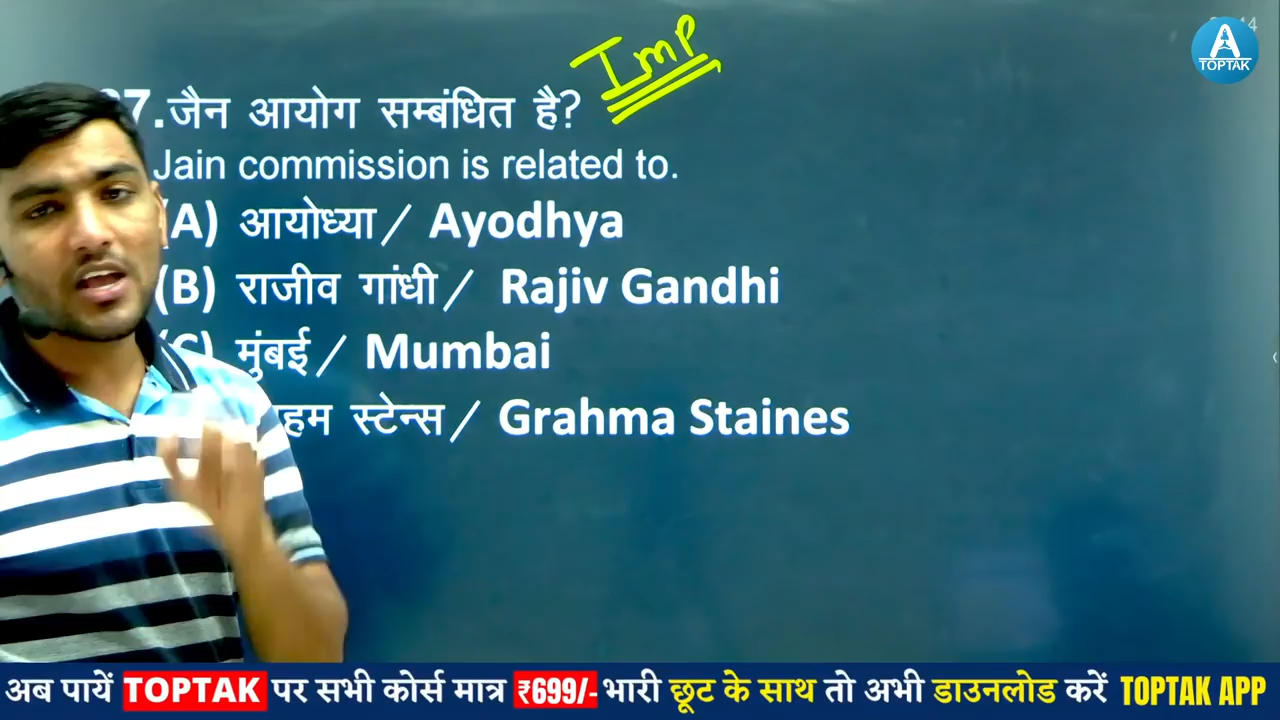 Imp
A
TOPTAK
37.जैन आयोग सम्बंधित है?
Jain commission is related to.
(A) आयोध्या/ Ayodhya
(B) राजीव गांधी/ Rajiv Gandhi
(C) मुंबई/ Mumbai
हम स्टेन्स/ Grahma Staines
अब पायें TOPTAK पर सभी कोर्स मात्र ₹699/- भारी छूट के साथ तो अभी डाउनलोड करें TOPTAK APP